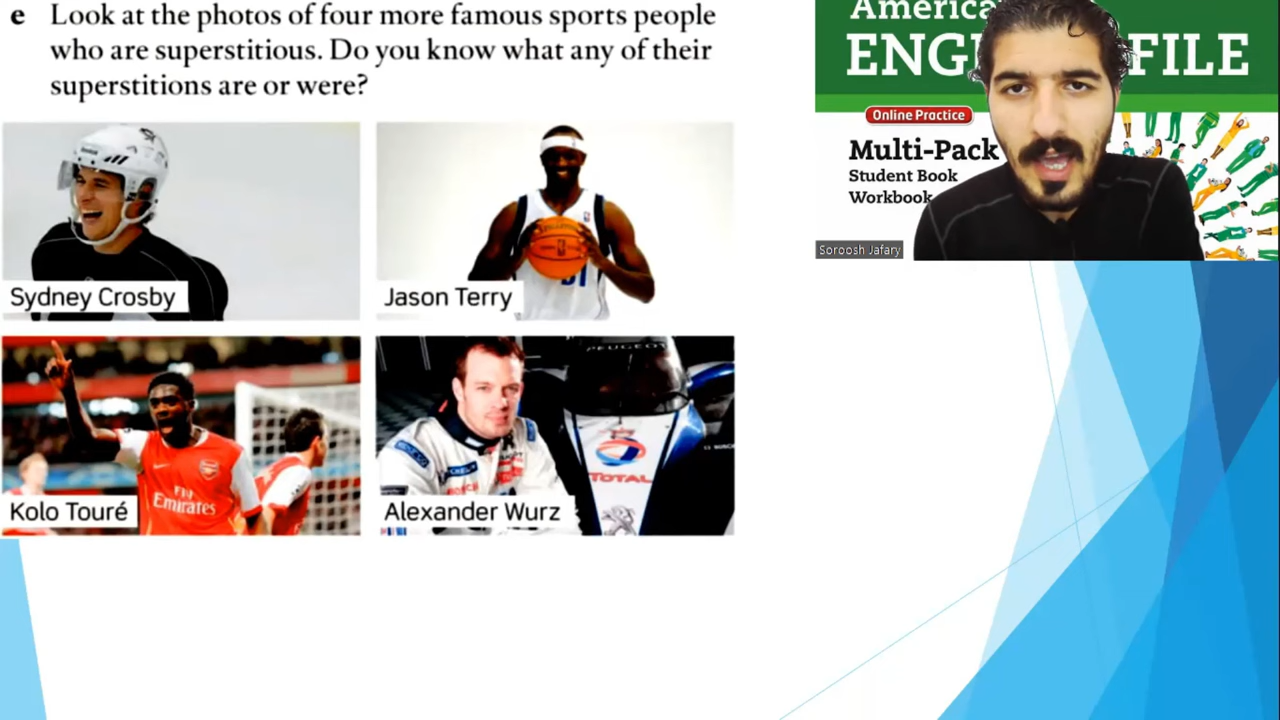 e Look at the photos of four more famous sports people
who are superstitious. Do you know what any of their
superstitions are or were?
Sydney Crosby
Jason Terry
Kolo Touré
Alexander Wurz
Fly
Emirates
PEUGEOT
TOTAL
America
ENG FILE
Online Practice
Multi-Pack
Student Book
Workbook
Soroosh Jafary